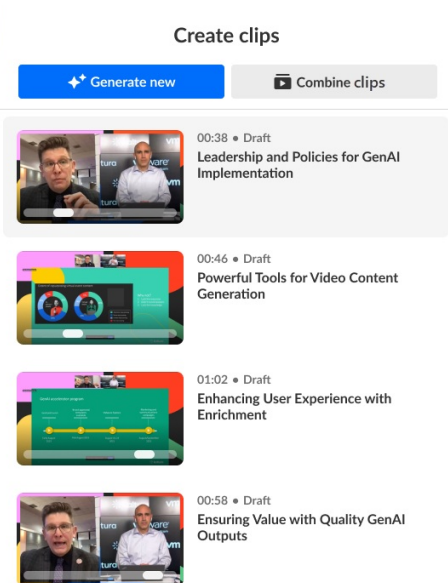 Create clips
Generate new
Combine clips
00:38 • Draft
Leadership and Policies for GenAI
Implementation
00:46 • Draft
Powerful Tools for Video Content
Generation
01:02 • Draft
Enhancing User Experience with
Enrichment
00:58 • Draft
Ensuring Value with Quality GenAI
Outputs